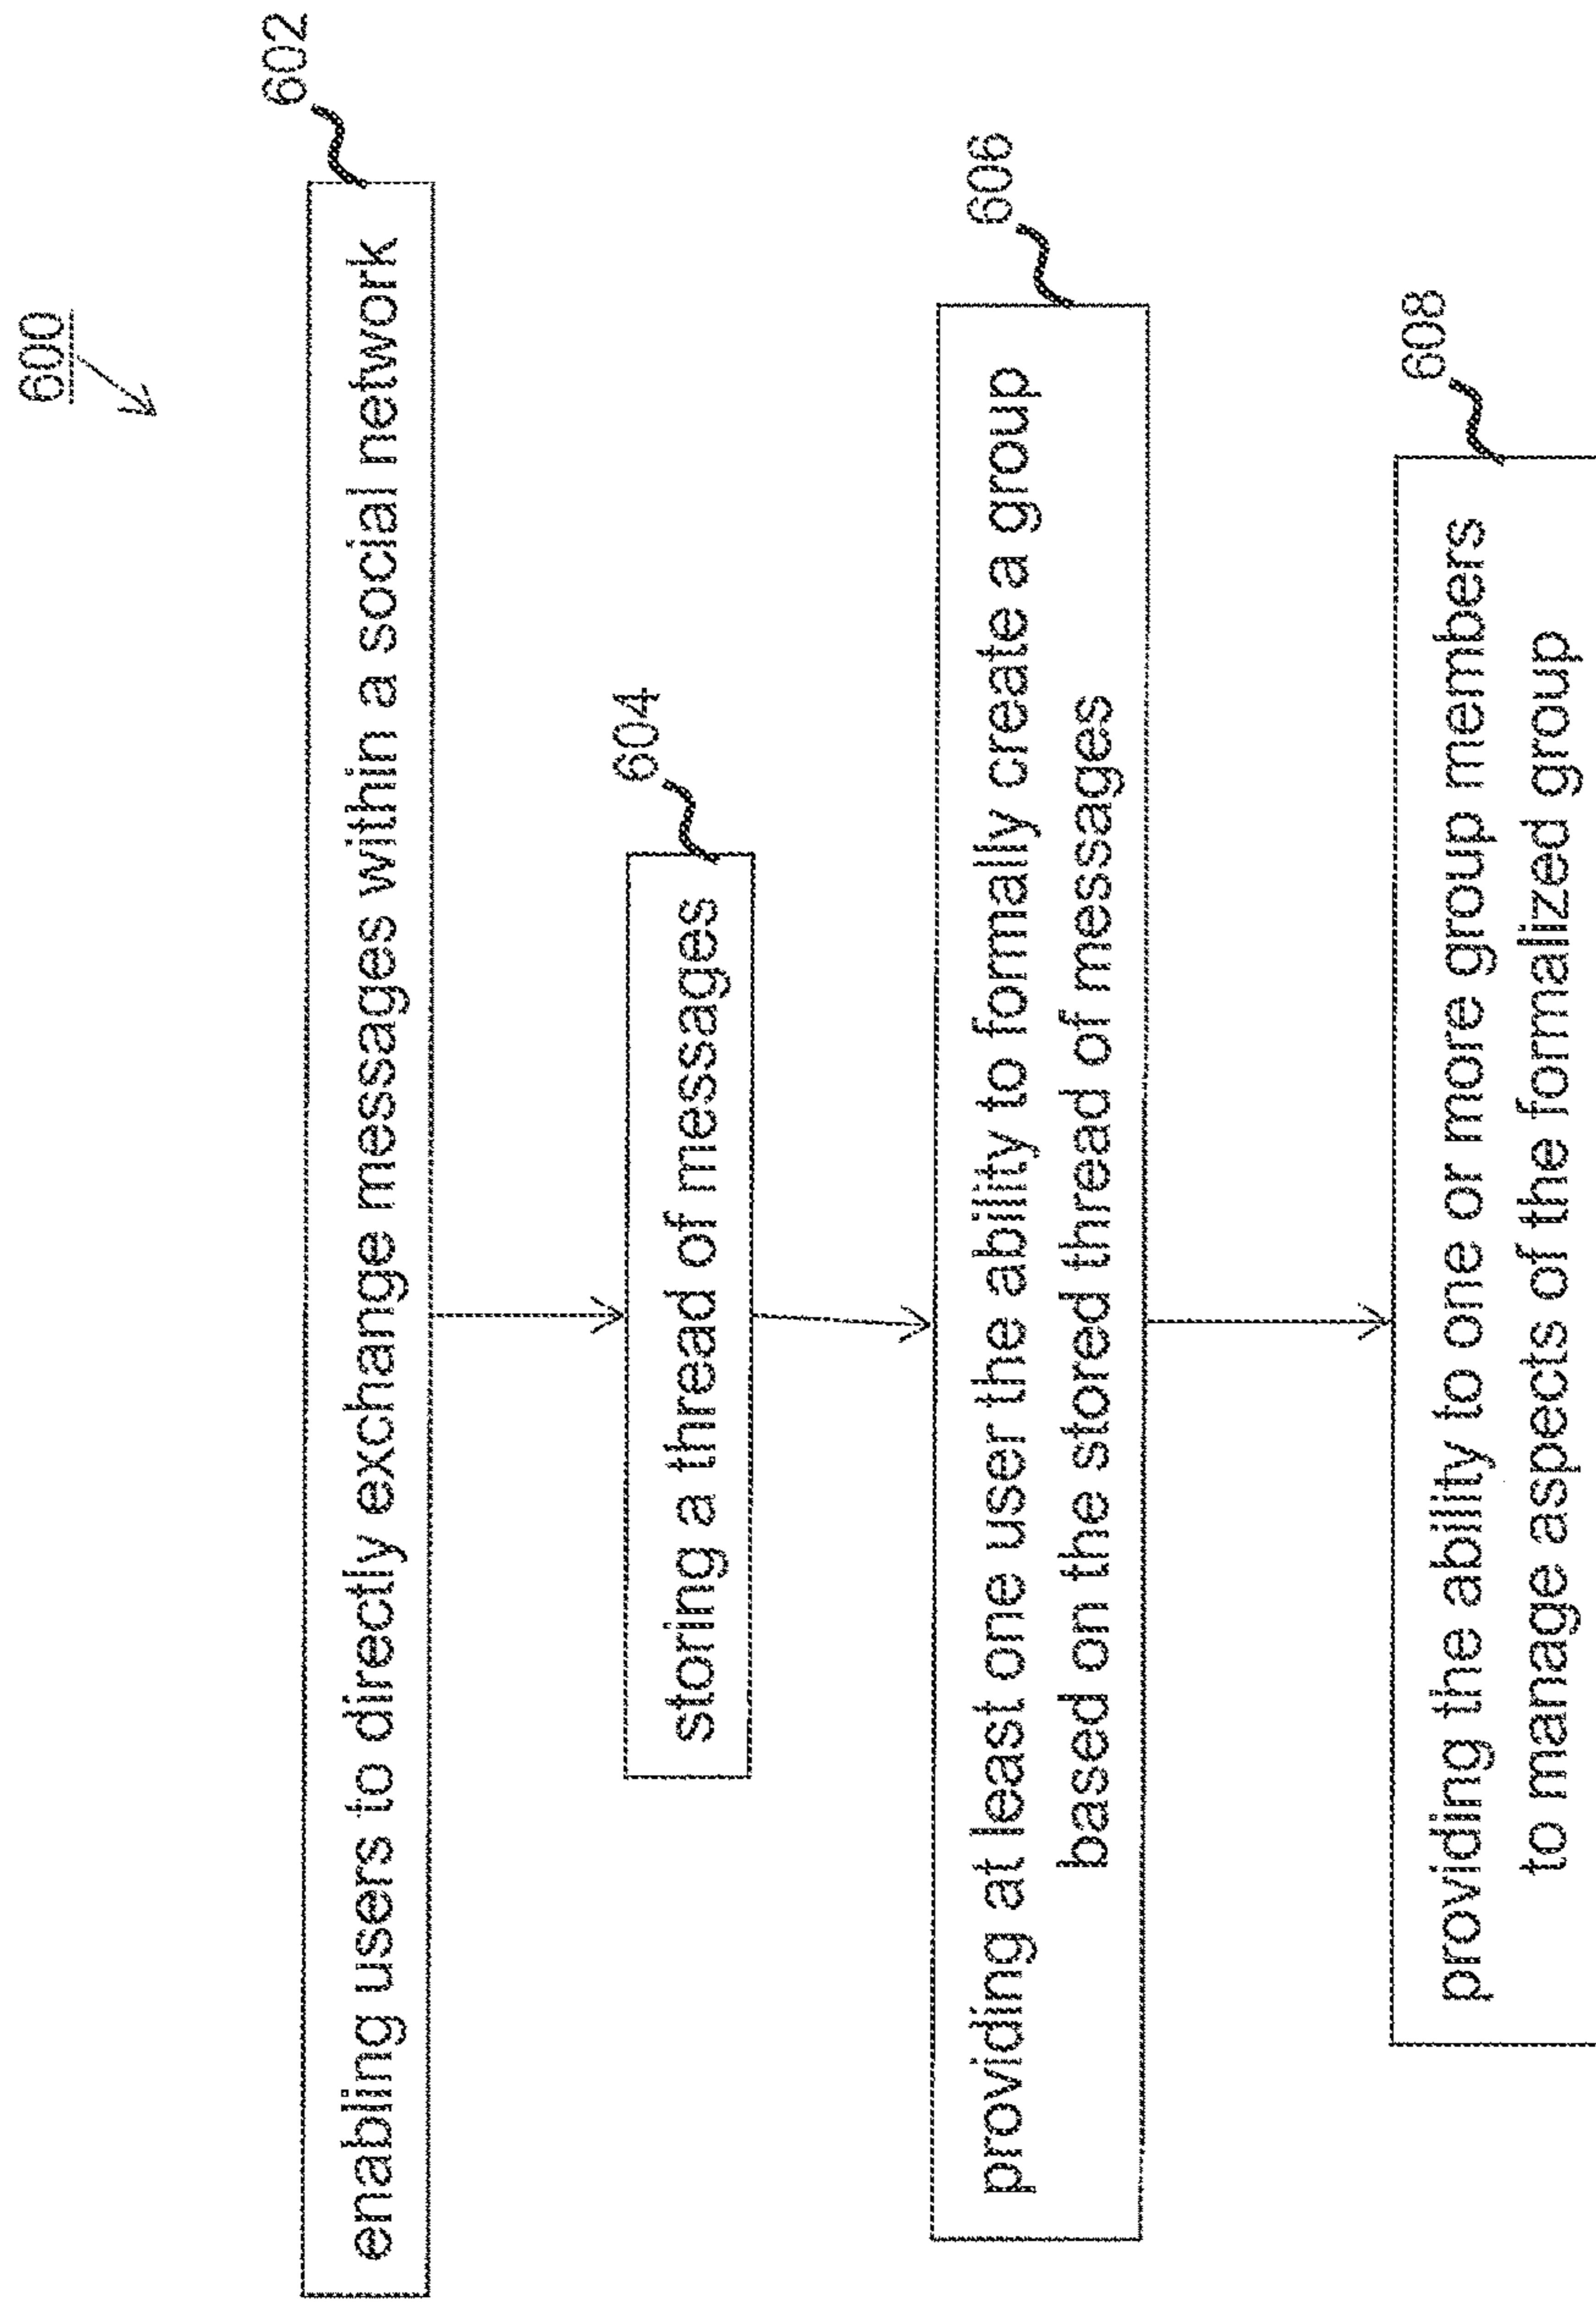 600
602
enabling users to directly exchange messages within a social network
604
storing a thread of messages
606
providing at least one user the ability to formally create a group
based on the stored thread of messages
608
providing the ability to one or more group members
to manage aspects of the formalized group